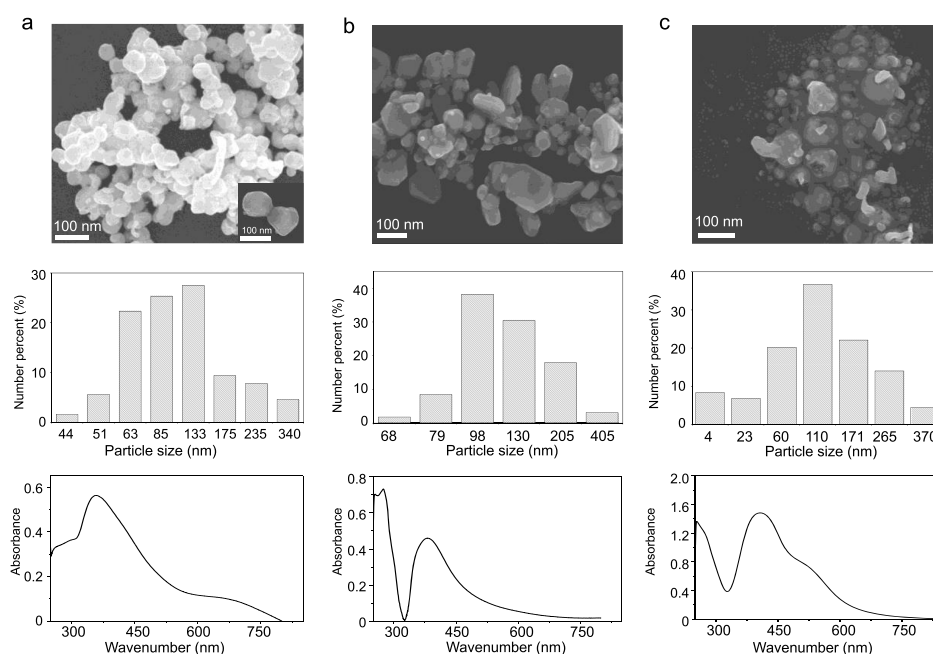 a
b
c
100 nm
100 nm
100 nm
100 nm
Number percent (%)
30
20
10
0
44 51 63 85 133 175 235 340
Particle size (nm)
Number percent (%)
40
30
20
10
0
68 79 98 130 205 405
Particle size (nm)
Number percent (%)
40
30
20
10
0
4 23 60 110 171 265 370
Particle size (nm)
Absorbance
0.6
0.4
0.2
0
300 450 600 750
Wavenumber (nm)
Absorbance
0.8
0.6
0.4
0.2
0
300 450 600 750
Wavenumber (nm)
Absorbance
2.0
1.6
1.2
0.8
0.4
0
300 450 600 750
Wavenumber (nm)